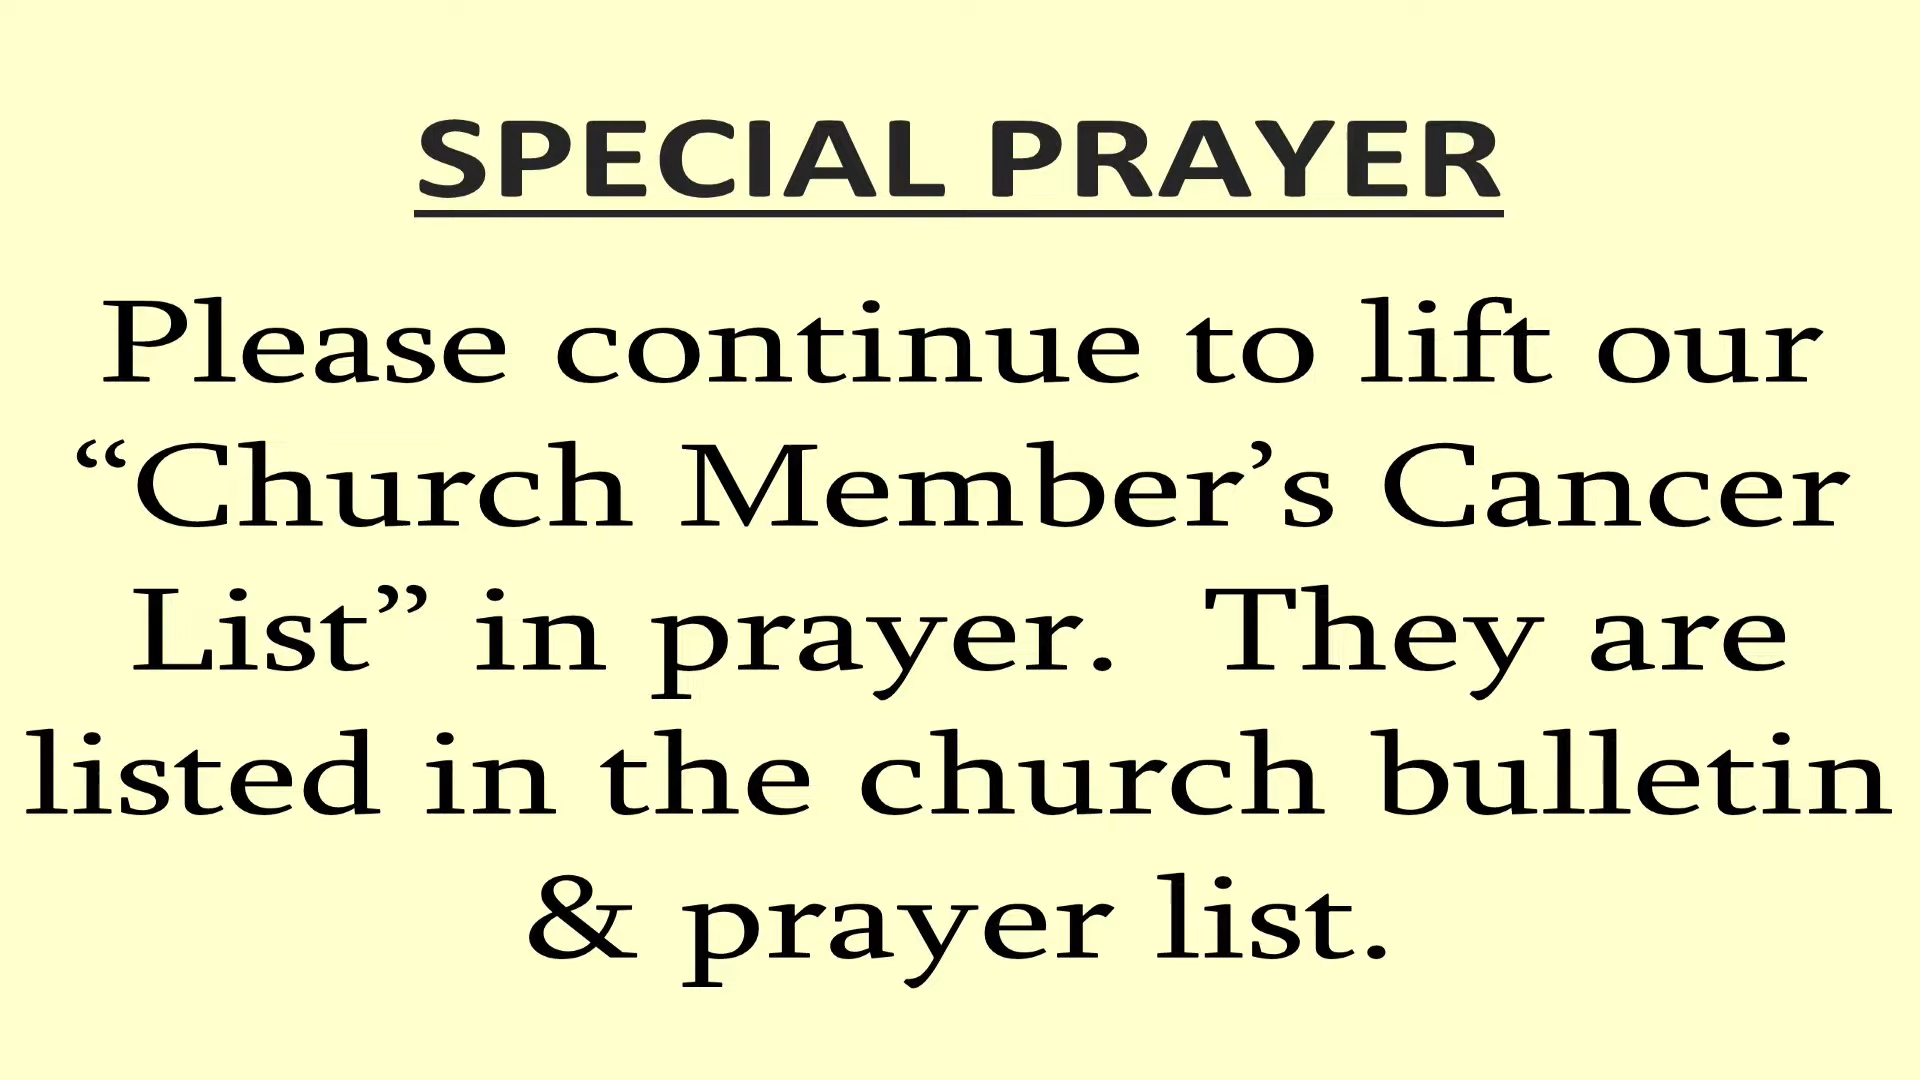 SPECIAL PRAYER
Please continue to lift our
“Church Member’s Cancer
List” in prayer.  They are
listed in the church bulletin
& prayer list.